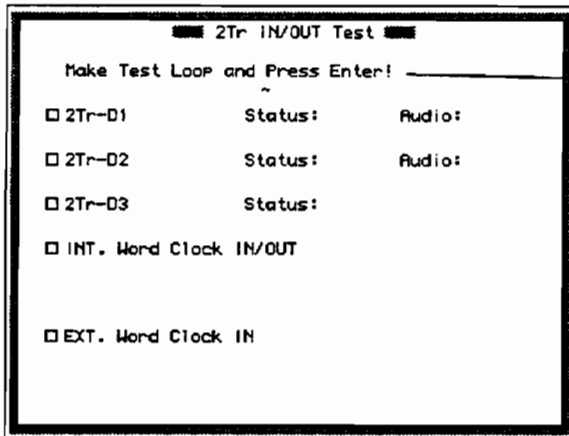 2Tr IN/OUT Test
Make Test Loop and Press Enter!
~
2Tr-D1 Status: Audio:
2Tr-D2 Status: Audio:
2Tr-D3 Status:
INT. Word Clock IN/OUT
EXT. Word Clock IN